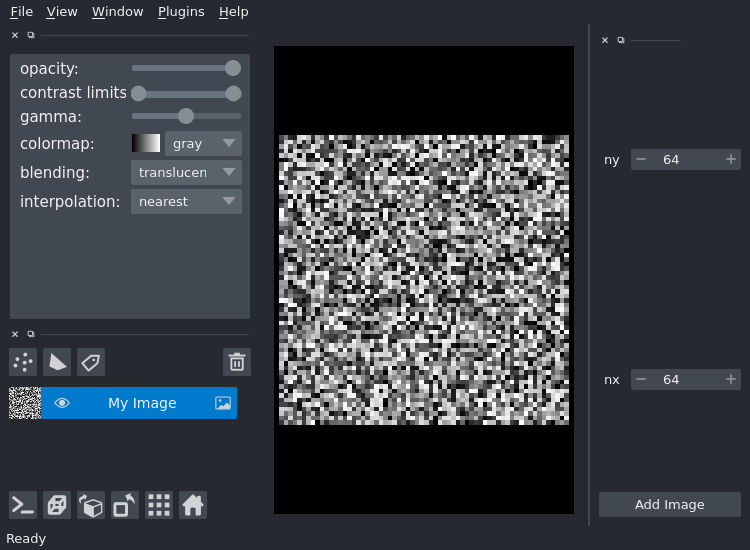 File View Window Plugins Help
opacity:
contrast limits
gamma:
colormap: gray
blending: translucen
interpolation: nearest
My Image
ny 64
nx 64
Add Image
Ready